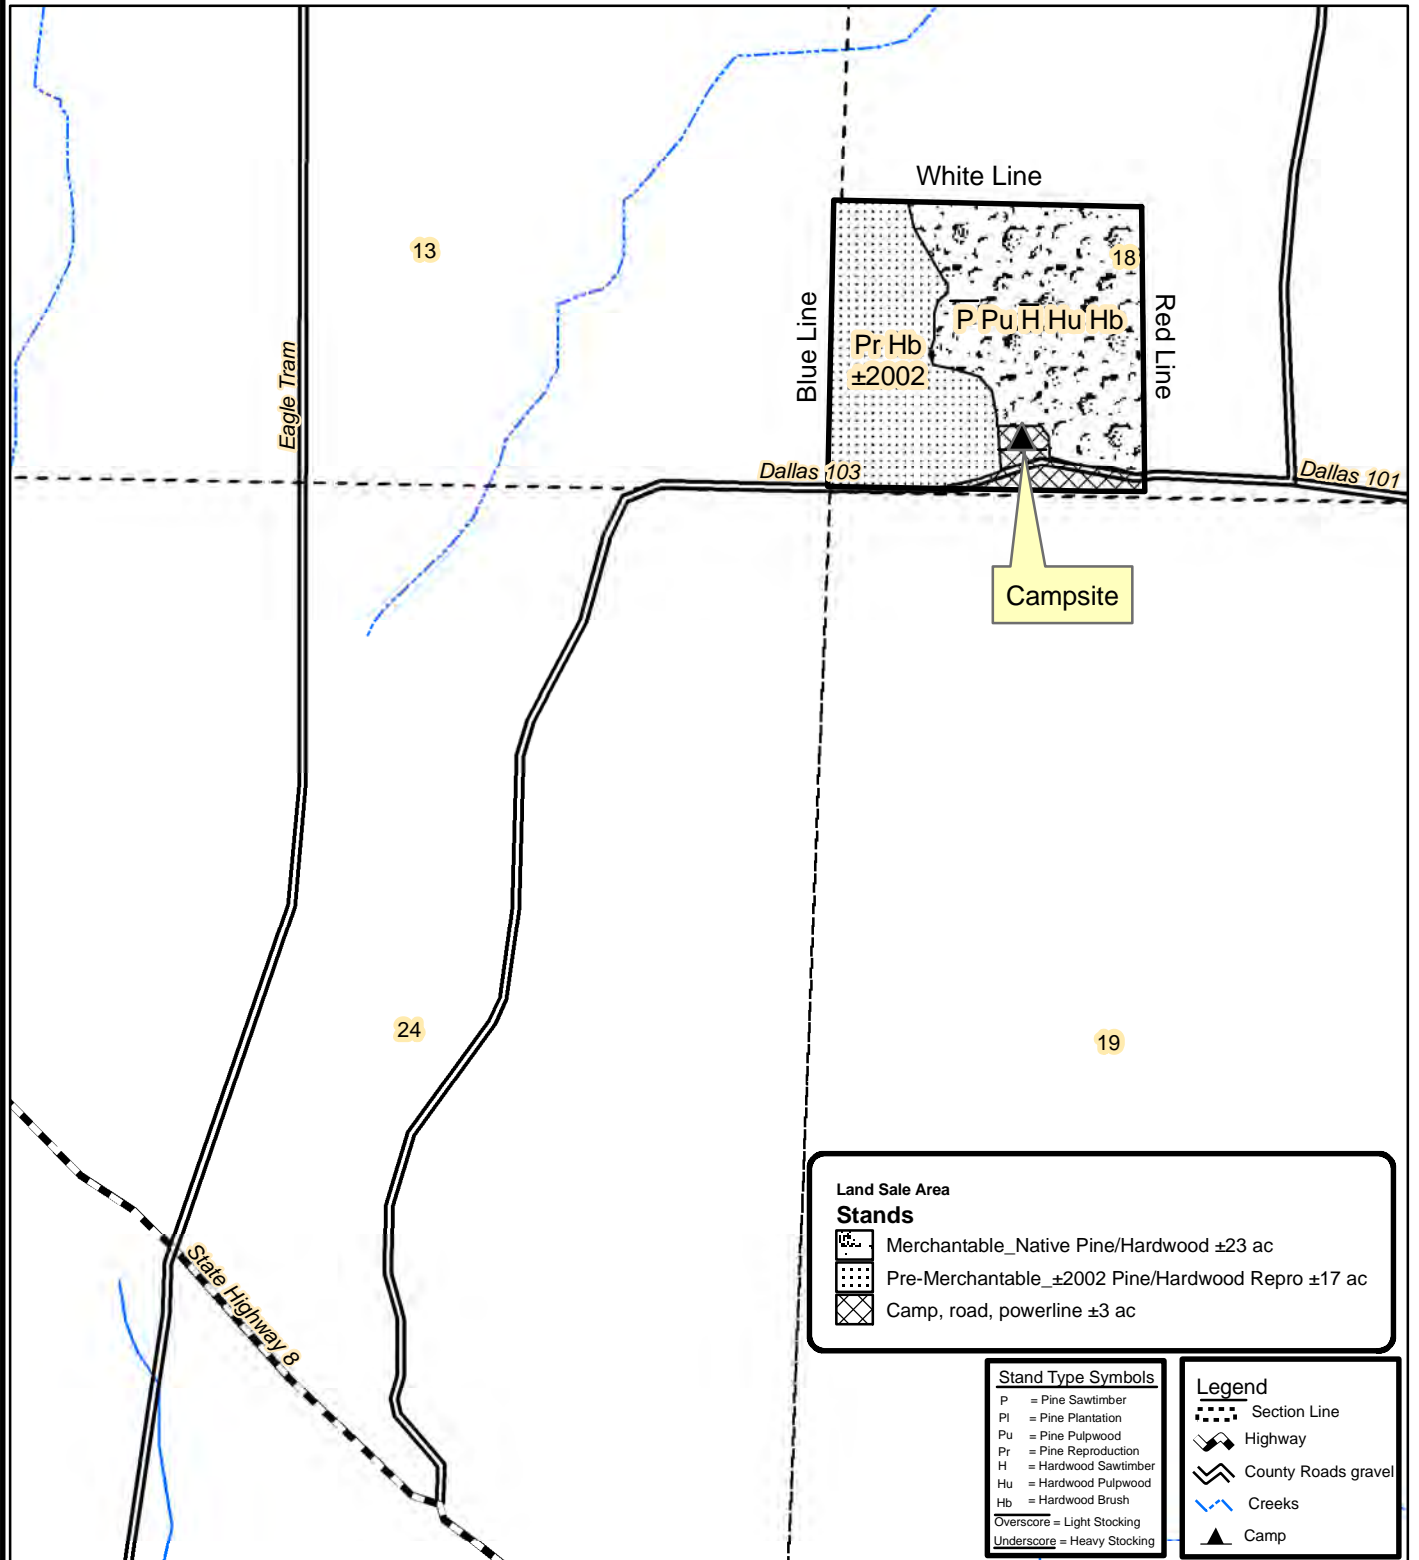 White Line
13
18
Blue Line
Red Line
P Pu H Hu Hb
Pr Hb
±2002
Eagle Tram
Dallas 103
Dallas 101
Campsite
24
19
State Highway 8
Land Sale Area
Stands
Merchantable_Native Pine/Hardwood ±23 ac
Pre-Merchantable_±2002 Pine/Hardwood Repro ±17 ac
Camp, road, powerline ±3 ac
Stand Type Symbols
P = Pine Sawtimber
Pl = Pine Plantation
Pu = Pine Pulpwood
Pr = Pine Reproduction
H = Hardwood Sawtimber
Hu = Hardwood Pulpwood
Hb = Hardwood Brush
Overscore = Light Stocking
Underscore = Heavy Stocking
Legend
Section Line
Highway
County Roads gravel
Creeks
Camp